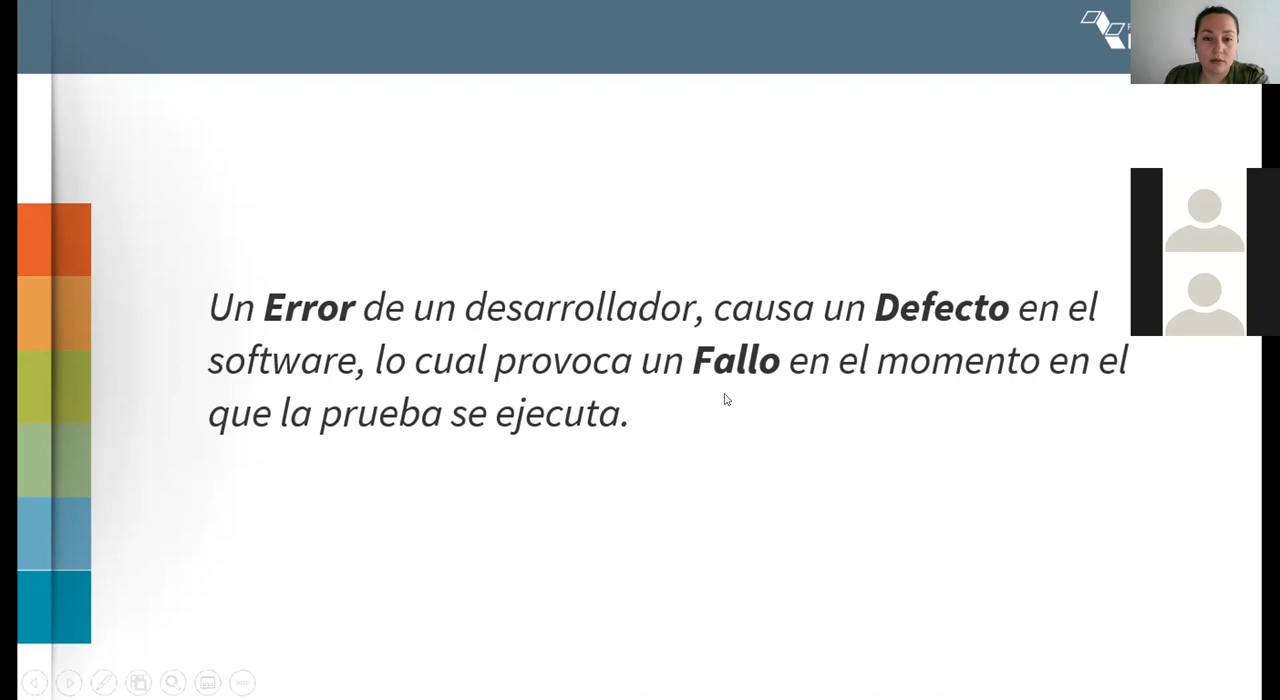 Un Error de un desarrollador, causa un Defecto en el
software, lo cual provoca un Fallo en el momento en el
que la prueba se ejecuta.